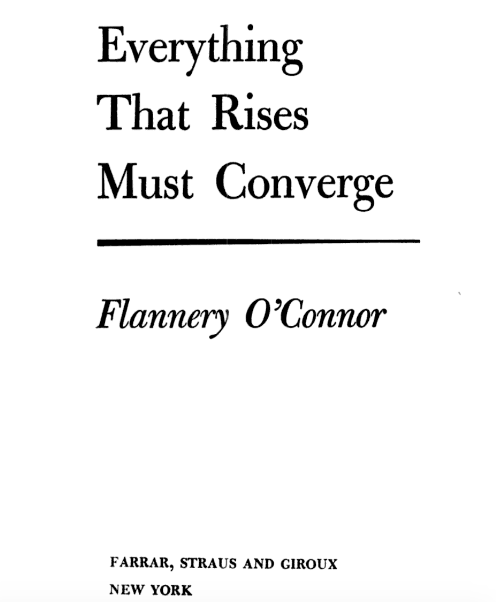 Everything
That Rises
Must Converge
Flannery O'Connor
FARRAR, STRAUS AND GIROUX
NEW YORK